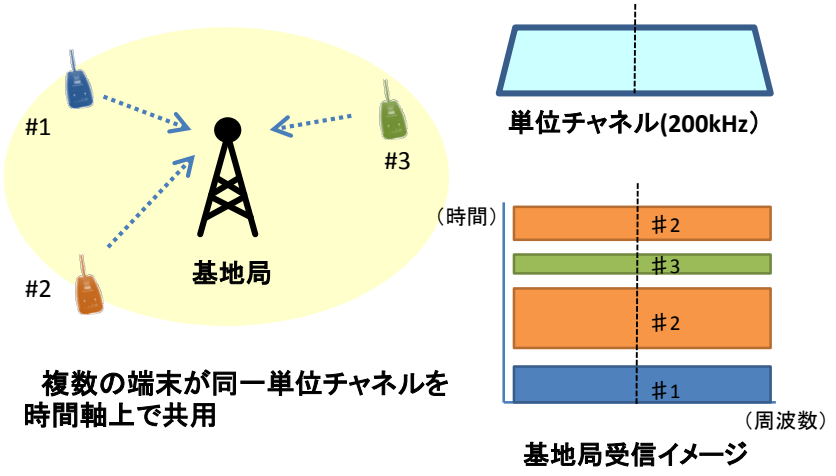 #1
#2
#3
基地局
複数の端末が同一単位チャネルを
時間軸上で共用
単位チャネル(200kHz）
（時間）
＃2
＃3
＃2
＃1
（周波数）
基地局受信イメージ